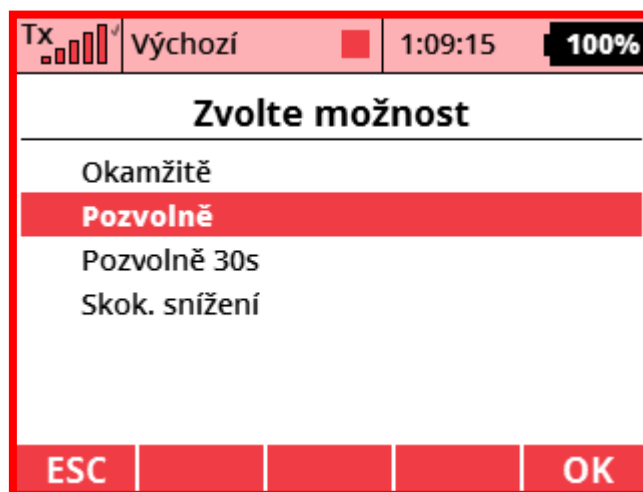 Tx Výchozí 1:09:15 100%
Zvolte možnost
Okamžitě
Pozvolně
Pozvolně 30s
Skok. snížení
ESC OK